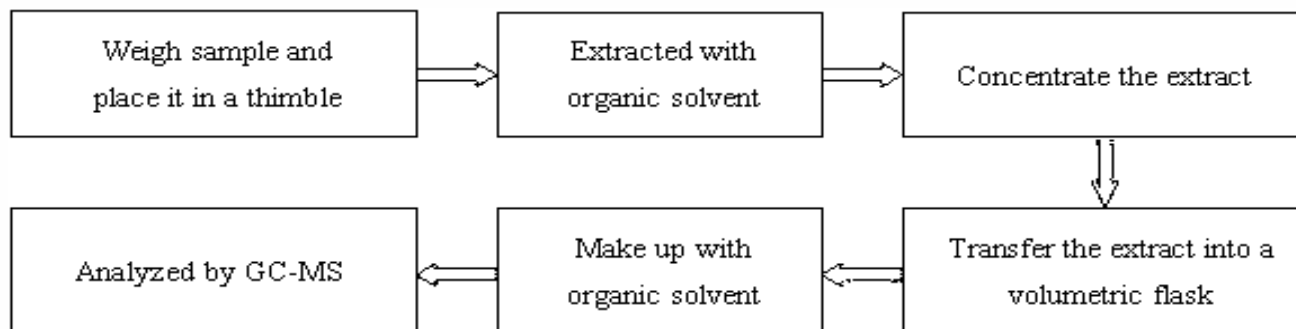 Weigh sample and
place it in a thimble
Extracted with
organic solvent
Concentrate the extract
Transfer the extract into a
volumetric flask
Make up with
organic solvent
Analyzed by GC-MS